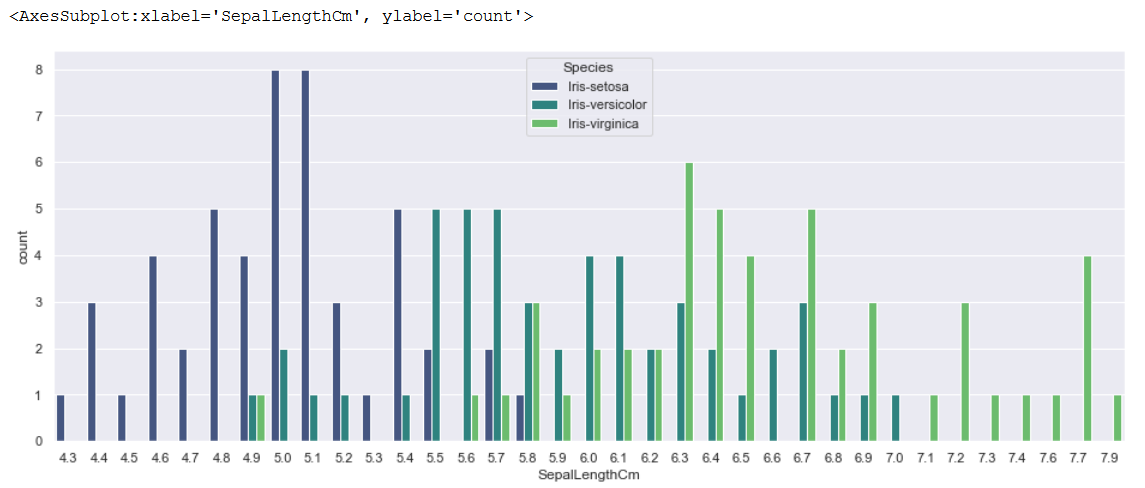 <AxesSubplot:xlabel='SepalLengthCm', ylabel='count'>
8
7
6
5
4
3
2
1
0
count
Species
Iris-setosa
Iris-versicolor
Iris-virginica
4.3 4.4 4.5 4.6 4.7 4.8 4.9 5.0 5.1 5.2 5.3 5.4 5.5 5.6 5.7 5.8 5.9 6.0 6.1 6.2 6.3 6.4 6.5 6.6 6.7 6.8 6.9 7.0 7.1 7.2 7.3 7.4 7.6 7.7 7.9
SepalLengthCm